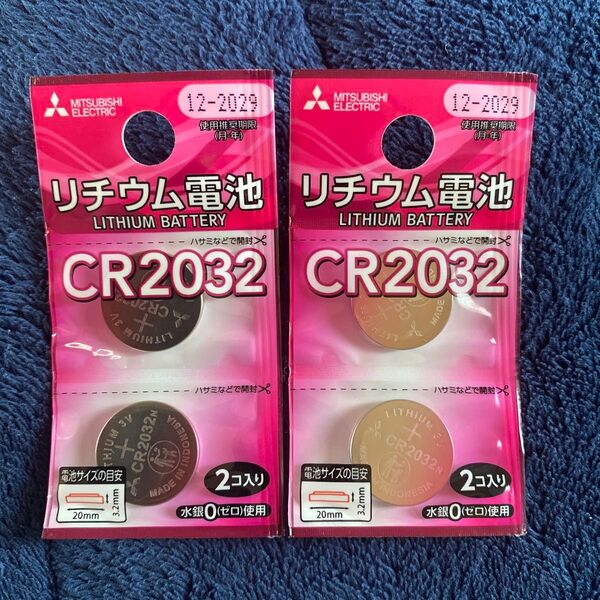 MITSUBISHI
ELECTRIC
12-2029
使用推奨期限
(月-年)
リチウム電池
LITHIUM BATTERY
ハサミなどで開封
CR2032
CR2032
LITHIUM 3V
ハサミなどで開封
LITHIUM 3V
CR2032N
MADE IN INDONESIA
電池サイズの目安
20mm
3.2mm
2コ入り
水銀0(ゼロ)使用
MITSUBISHI
ELECTRIC
12-2029
使用推奨期限
(月-年)
リチウム電池
LITHIUM BATTERY
ハサミなどで開封
CR2032
ハサミなどで開封
LITHIUM
CR2032N
INDONESIA
電池サイズの目安
20mm
3.2mm
2コ入り
水銀0(ゼロ)使用